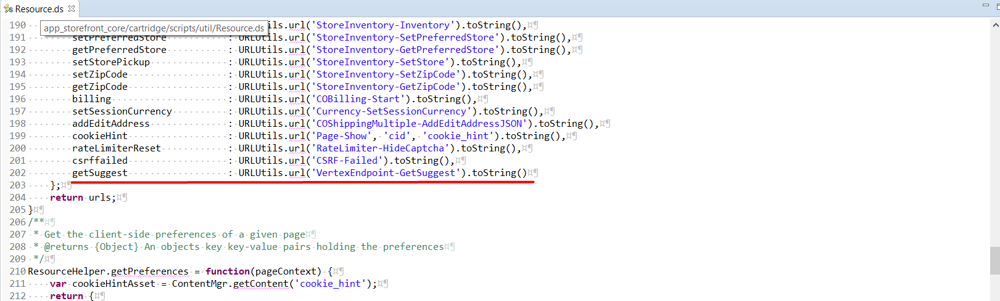 Resource.ds
190 app_storefront_core/cartridge/scripts/util/Resource.ds Utils.url('StoreInventory-Inventory').toString(),
191 setPreferredStore : URLUtils.url('StoreInventory-SetPreferredStore').toString(),
192 getPreferredStore : URLUtils.url('StoreInventory-GetPreferredStore').toString(),
193 setStorePickup : URLUtils.url('StoreInventory-SetStore').toString(),
194 setZipCode : URLUtils.url('StoreInventory-SetZipCode').toString(),
195 getZipCode : URLUtils.url('StoreInventory-GetZipCode').toString(),
196 billing : URLUtils.url('COBilling-Start').toString(),
197 setSessionCurrency : URLUtils.url('Currency-SetSessionCurrency').toString(),
198 addEditAddress : URLUtils.url('COShippingMultiple-AddEditAddressJSON').toString(),
199 cookieHint : URLUtils.url('Page-Show', 'cid', 'cookie_hint').toString(),
200 rateLimiterReset : URLUtils.url('RateLimiter-HideCaptcha').toString(),
201 csrffailed : URLUtils.url('CSRF-Failed').toString(),
202 getSuggest : URLUtils.url('VertexEndpoint-GetSuggest').toString()
203 };
204 return urls;
205 }
206 /**
207 * Get the client-side preferences of a given page
208 * @returns {Object} An objects key key-value pairs holding the preferences
209 */
210 ResourceHelper.getPreferences = function(pageContext) {
211 var cookieHintAsset = ContentMgr.getContent('cookie_hint');
212 return {